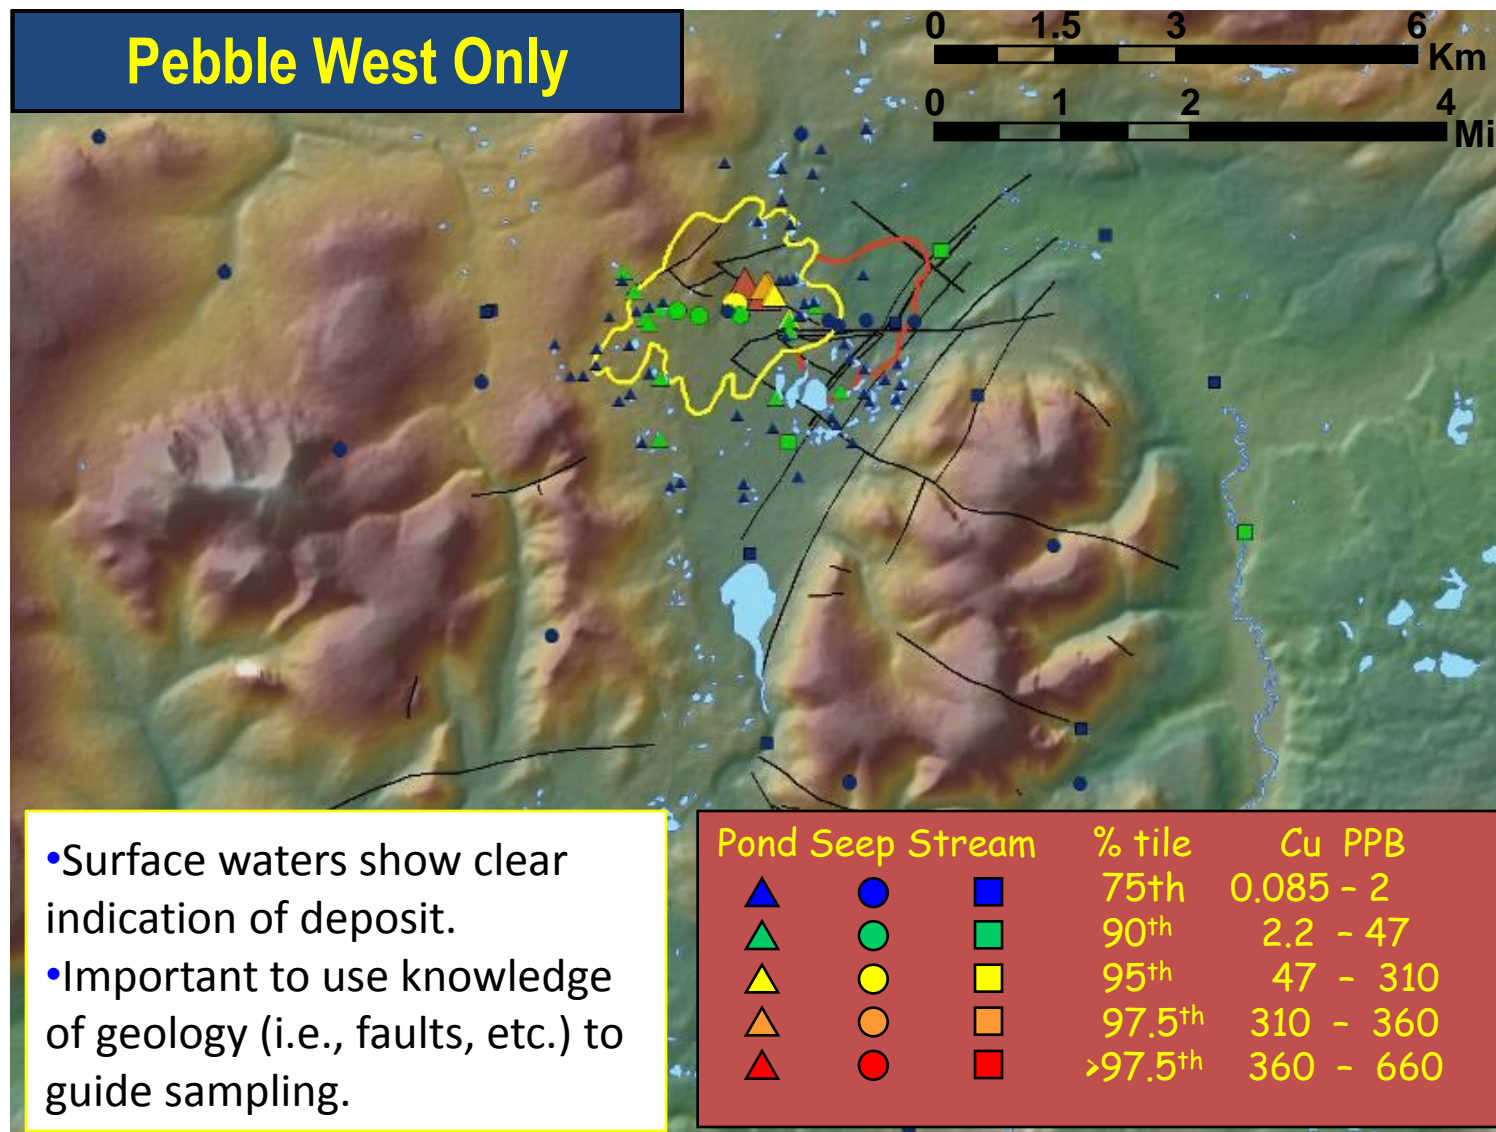 Pebble West Only
0 1.5 3 6
Km
0 1 2 4
Mi
•Surface waters show clear
indication of deposit.
•Important to use knowledge
of geology (i.e., faults, etc.) to
guide sampling.
Pond Seep Stream % tile Cu PPB
75th 0.085 – 2
90th 2.2 – 47
95th 47 – 310
97.5th 310 – 360
>97.5th 360 – 660